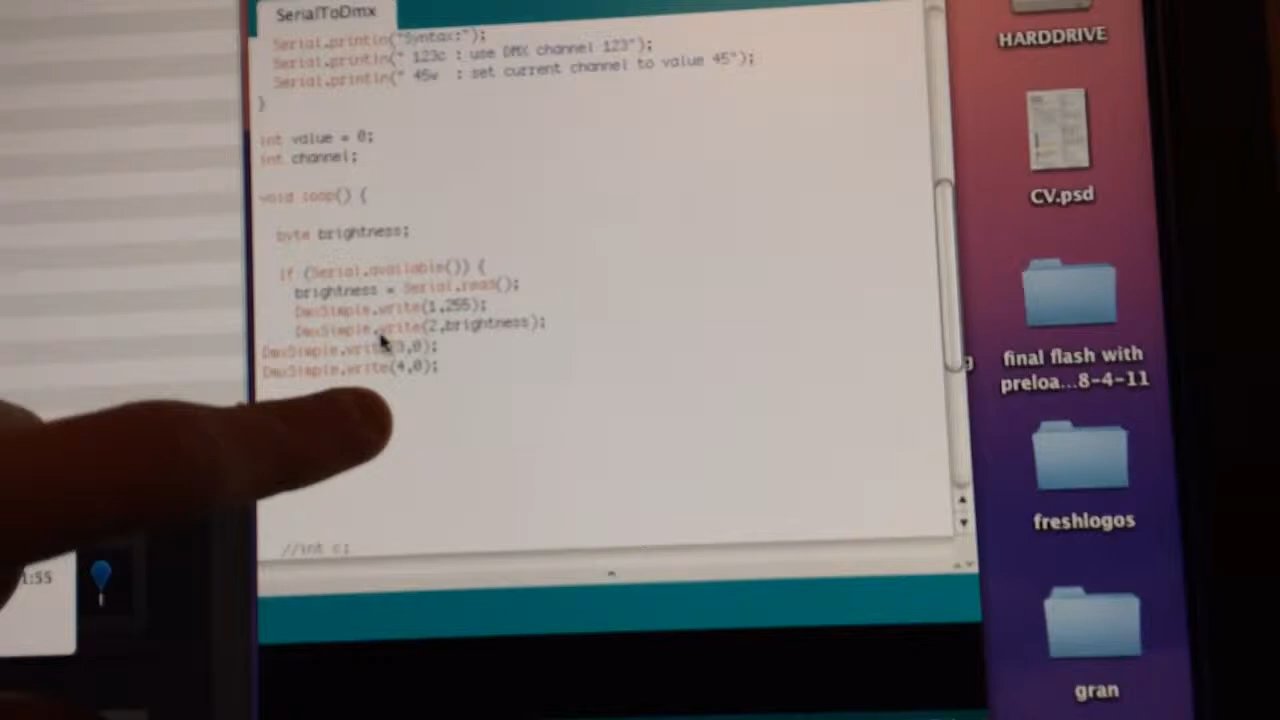 SerialToDmx
Serial.println("Syntax:");
Serial.println(" 123c : use DMX channel 123");
Serial.println(" 45w  : set current channel to value 45");
}
int value = 0;
int channel;
void loop() {
byte brightness;
if (Serial.available()) {
brightness = Serial.read();
DmxSimple.write(1,255);
DmxSimple.write(2,brightness);
DmxSimple.write(3,0);
DmxSimple.write(4,0);
//int c;
HARDDRIVE
CV.psd
final flash with
preloa...8-4-11
freshlogos
gran
1:55